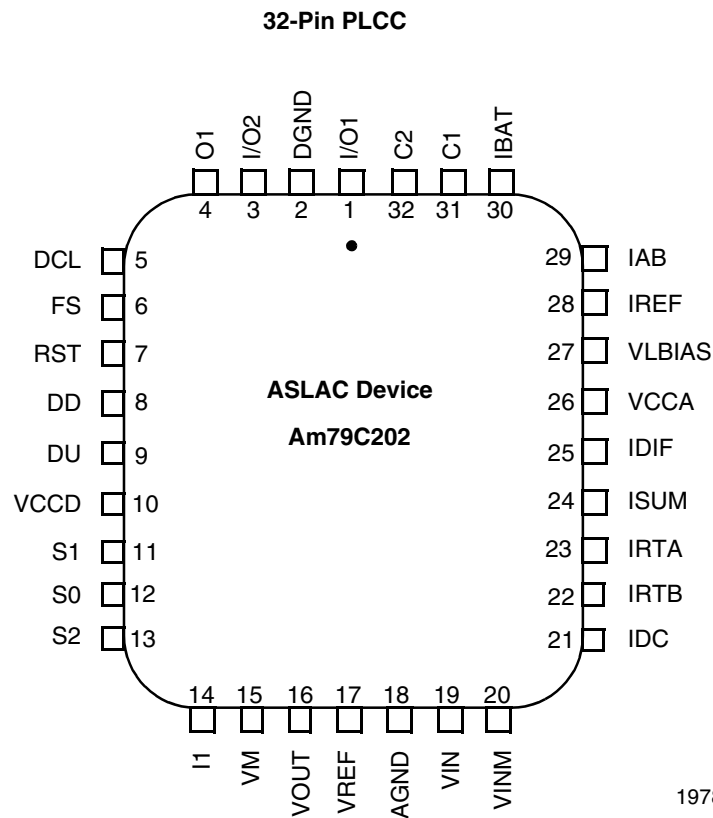 32-Pin PLCC
O1 I/O2 DGND I/O1 C2 C1 IBAT
4 3 2 1 32 31 30
DCL 5 29 IAB
FS 6 28 IREF
RST 7 27 VLBIAS
DD 8 26 VCCA
DU 9 25 IDIF
VCCD 10 24 ISUM
S1 11 23 IRTA
S0 12 22 IRTB
S2 13 21 IDC
ASLAC Device
Am79C202
14 15 16 17 18 19 20
I1 VM VOUT VREF AGND VIN VINM